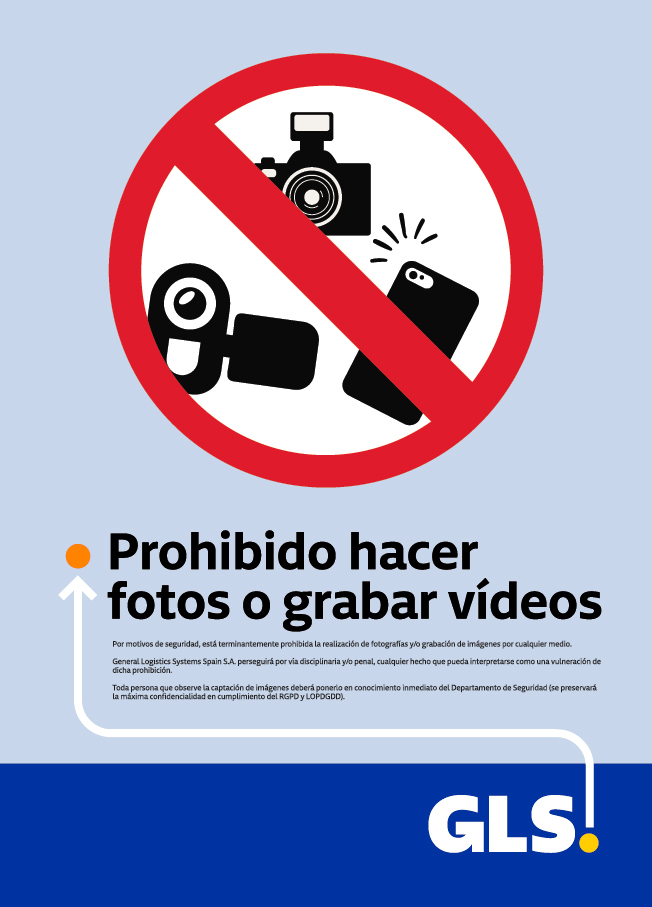 Prohibido hacer
fotos o grabar vídeos
Por motivos de seguridad, está terminantemente prohibida la realización de fotografías y/o grabación de imágenes por cualquier medio.
General Logistics Systems Spain S.A. perseguirá por vía disciplinaria y/o penal, cualquier hecho que pueda interpretarse como una vulneración de
dicha prohibición.
Toda persona que observe la captación de imágenes deberá ponerlo en conocimiento inmediato del Departamento de Seguridad (se preservará
la máxima confidencialidad en cumplimiento del RGPD y LOPDGDD).
GLS.